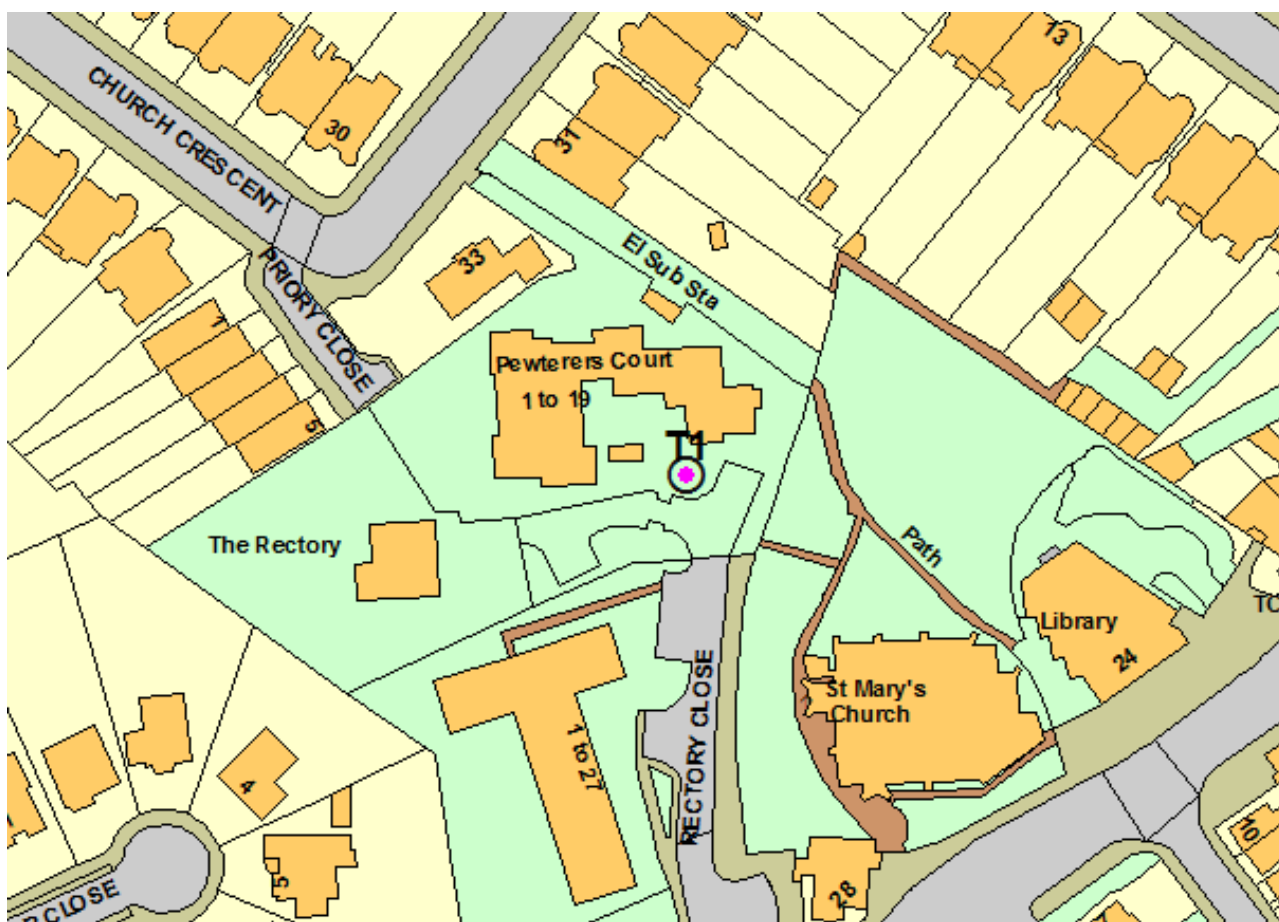 13
CHURCH CRESCENT
30
31
El Sub Sta
33
PRIORY CLOSE
1
Pewterers Court
1 to 19
5
T1
The Rectory
Path
Library
24
St Mary's
Church
RECTORY CLOSE
1 to 27
4
5
28
10
CLOSE